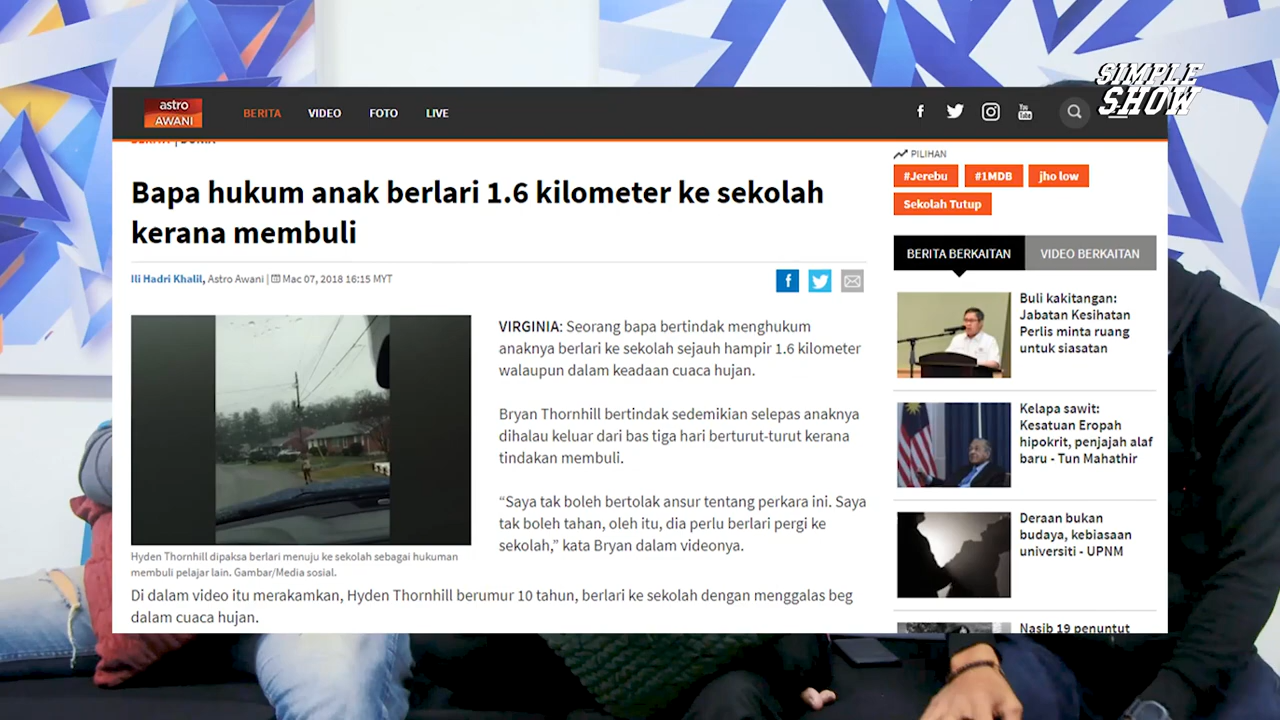 SIMPLE
SHOW
astro
AWANI
BERITA
VIDEO
FOTO
LIVE
f
You
Tube
BERITA | DUNIA
Bapa hukum anak berlari 1.6 kilometer ke sekolah
kerana membuli
Ili Hadri Khalil, Astro Awani | Mac 07, 2018 16:15 MYT
VIRGINIA: Seorang bapa bertindak menghukum
anaknya berlari ke sekolah sejauh hampir 1.6 kilometer
walaupun dalam keadaan cuaca hujan.
Bryan Thornhill bertindak sedemikian selepas anaknya
dihalau keluar dari bas tiga hari berturut-turut kerana
tindakan membuli.
“Saya tak boleh bertolak ansur tentang perkara ini. Saya
tak boleh tahan, oleh itu, dia perlu berlari pergi ke
sekolah,” kata Bryan dalam videonya.
Hyden Thornhill dipaksa berlari menuju ke sekolah sebagai hukuman
membuli pelajar lain. Gambar/Media sosial.
Di dalam video itu merakamkan, Hyden Thornhill berumur 10 tahun, berlari ke sekolah dengan menggalas beg
dalam cuaca hujan.
PILIHAN
#Jerebu
#1MDB
jho low
Sekolah Tutup
BERITA BERKAITAN
VIDEO BERKAITAN
Buli kakitangan:
Jabatan Kesihatan
Perlis minta ruang
untuk siasatan
Kelapa sawit:
Kesatuan Eropah
hipokrit, penjajah alaf
baru - Tun Mahathir
Deraan bukan
budaya, kebiasaan
universiti - UPNM
Nasib 19 penuntut